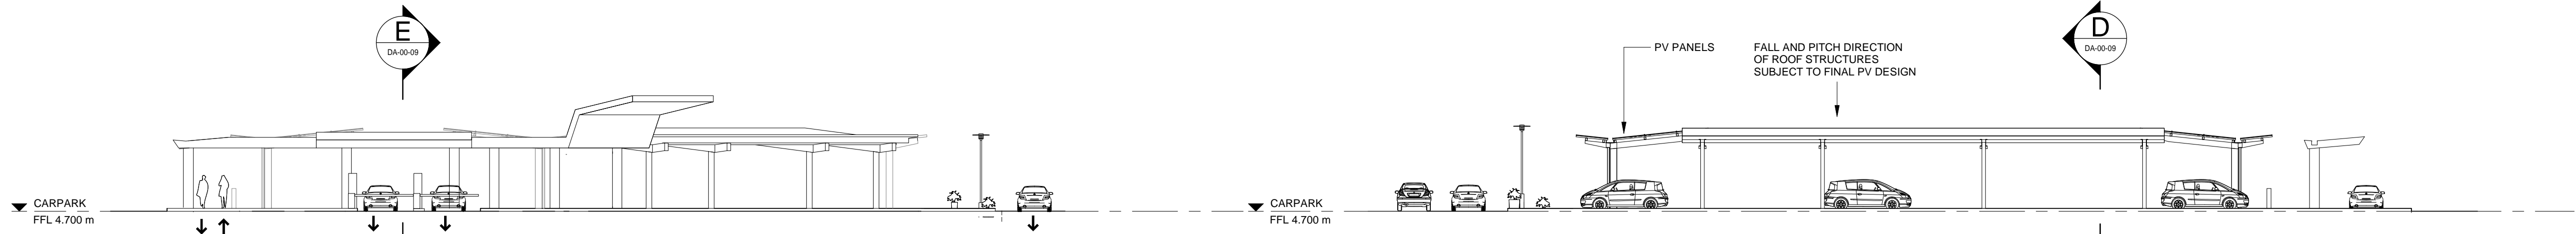 E
DA-00-09
CARPARK
FFL 4.700 m
PV PANELS
FALL AND PITCH DIRECTION
OF ROOF STRUCTURES
SUBJECT TO FINAL PV DESIGN
D
DA-00-09
CARPARK
FFL 4.700 m